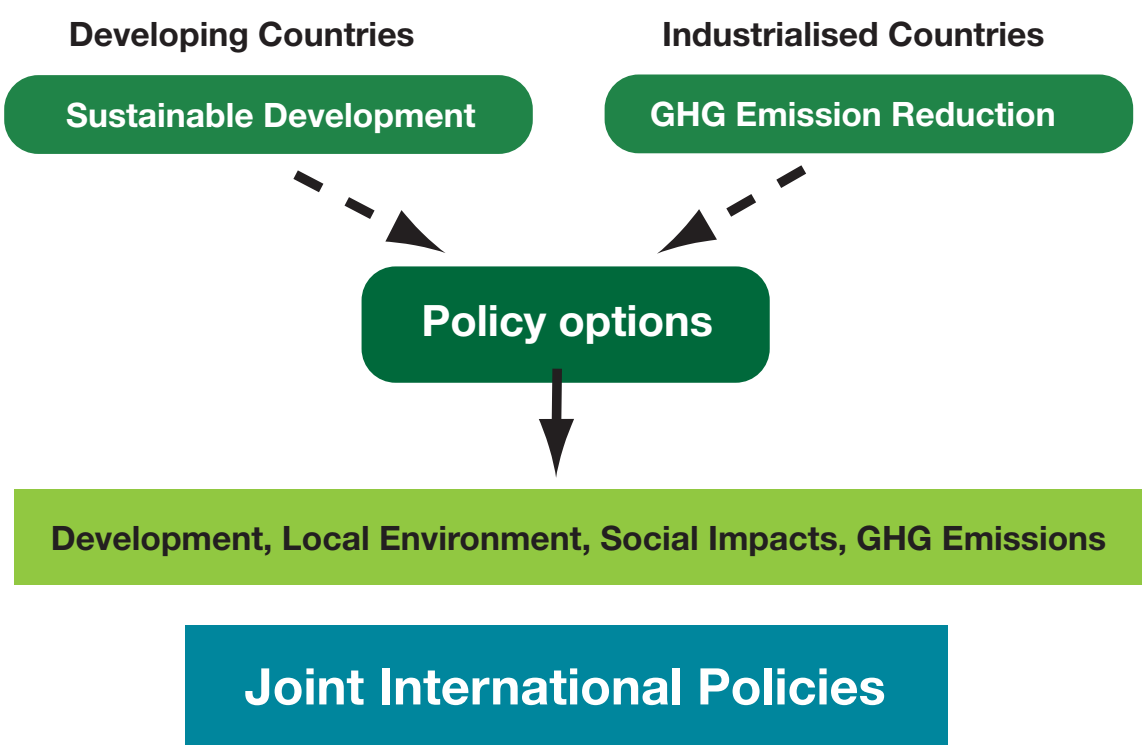 Developing Countries
Industrialised Countries
Sustainable Development
GHG Emission Reduction
Policy options
Development, Local Environment, Social Impacts, GHG Emissions
Joint International Policies